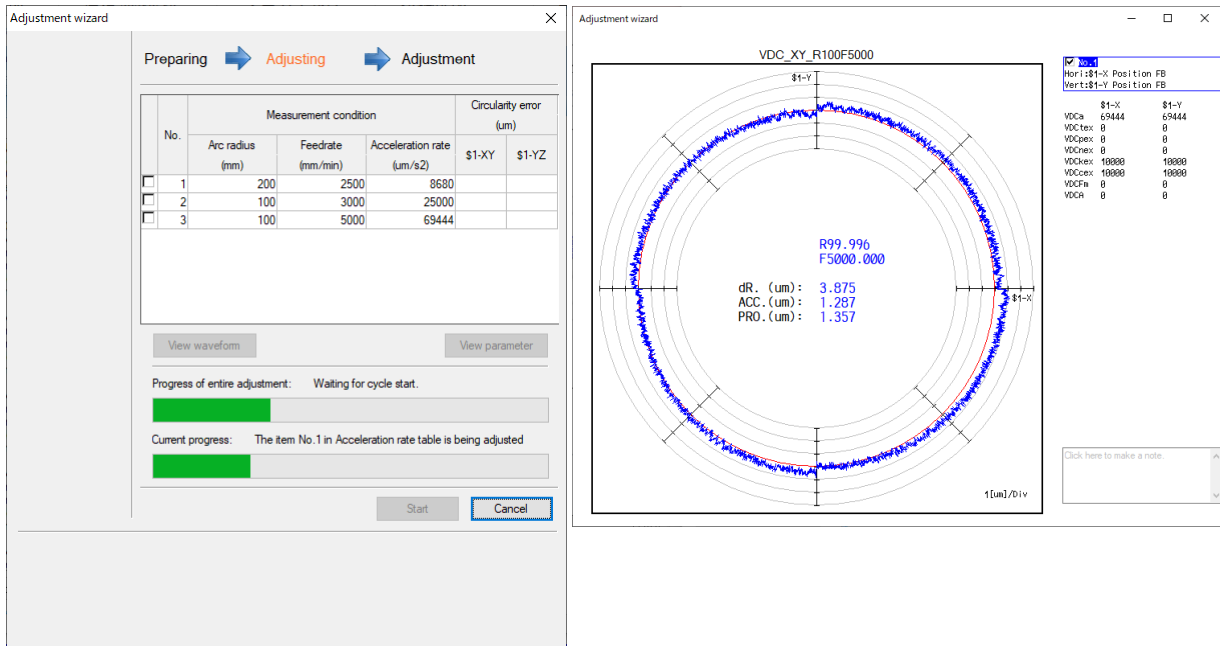 Adjustment wizard
Preparing Adjusting Adjustment
No. Measurement condition Circularity error (um)
Arc radius (mm) Feedrate (mm/min) Acceleration rate (um/s2) $1-XY $1-YZ
1 200 2500 8680
2 100 3000 25000
3 100 5000 69444
View waveform View parameter
Progress of entire adjustment: Waiting for cycle start.
Current progress: The item No.1 in Acceleration rate table is being adjusted
Start Cancel
Adjustment wizard
VDC_XY_R100F5000
$1-Y
R99.996
F5000.000
dR. (um): 3.875
ACC.(um): 1.287
PRO.(um): 1.357
$1-X
1[um]/Div
No.1
Hori:$1-X Position FB
Vert:$1-Y Position FB
$1-X $1-Y
VDCa 69444 69444
VDCtex 0 0
VDCpex 0 0
VDCnex 0 0
VDCkex 10000 10000
VDCcex 10000 10000
VDCFm 0 0
VDCA 0 0
Click here to make a note.